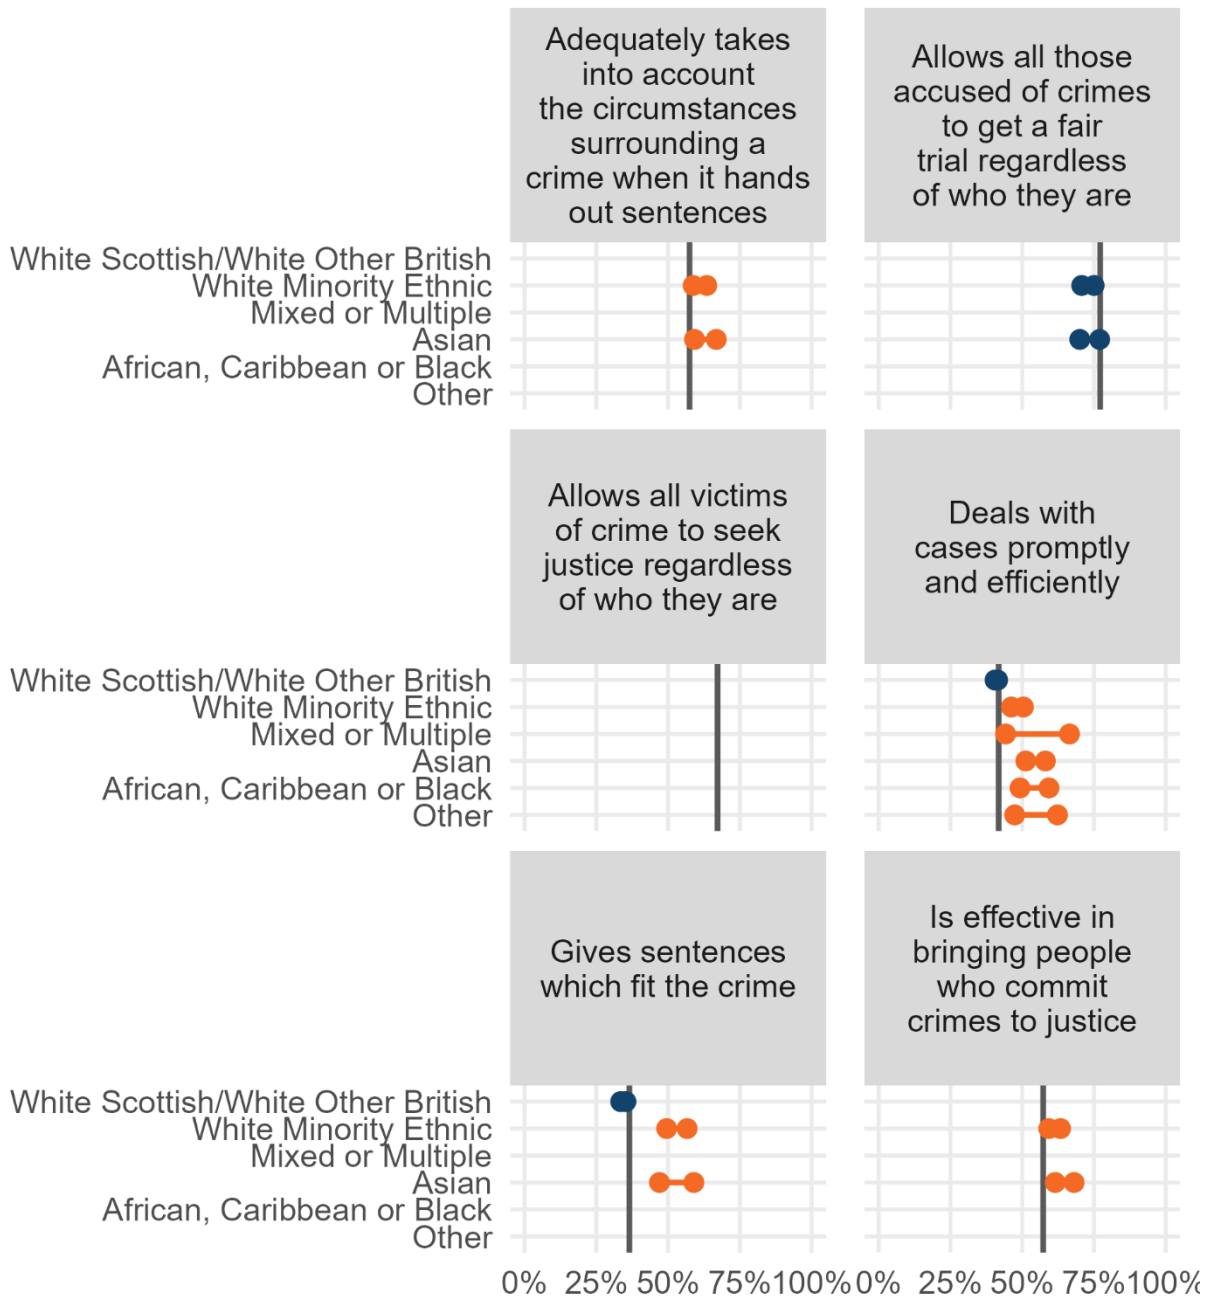 Adequately takes
into account
the circumstances
surrounding a
crime when it hands
out sentences
Allows all those
accused of crimes
to get a fair
trial regardless
of who they are
White Scottish/White Other British
White Minority Ethnic
Mixed or Multiple
Asian
African, Caribbean or Black
Other
Allows all victims
of crime to seek
justice regardless
of who they are
Deals with
cases promptly
and efficiently
White Scottish/White Other British
White Minority Ethnic
Mixed or Multiple
Asian
African, Caribbean or Black
Other
Gives sentences
which fit the crime
Is effective in
bringing people
who commit
crimes to justice
White Scottish/White Other British
White Minority Ethnic
Mixed or Multiple
Asian
African, Caribbean or Black
Other
0% 25% 50% 75% 100% 0% 25% 50% 75% 100%